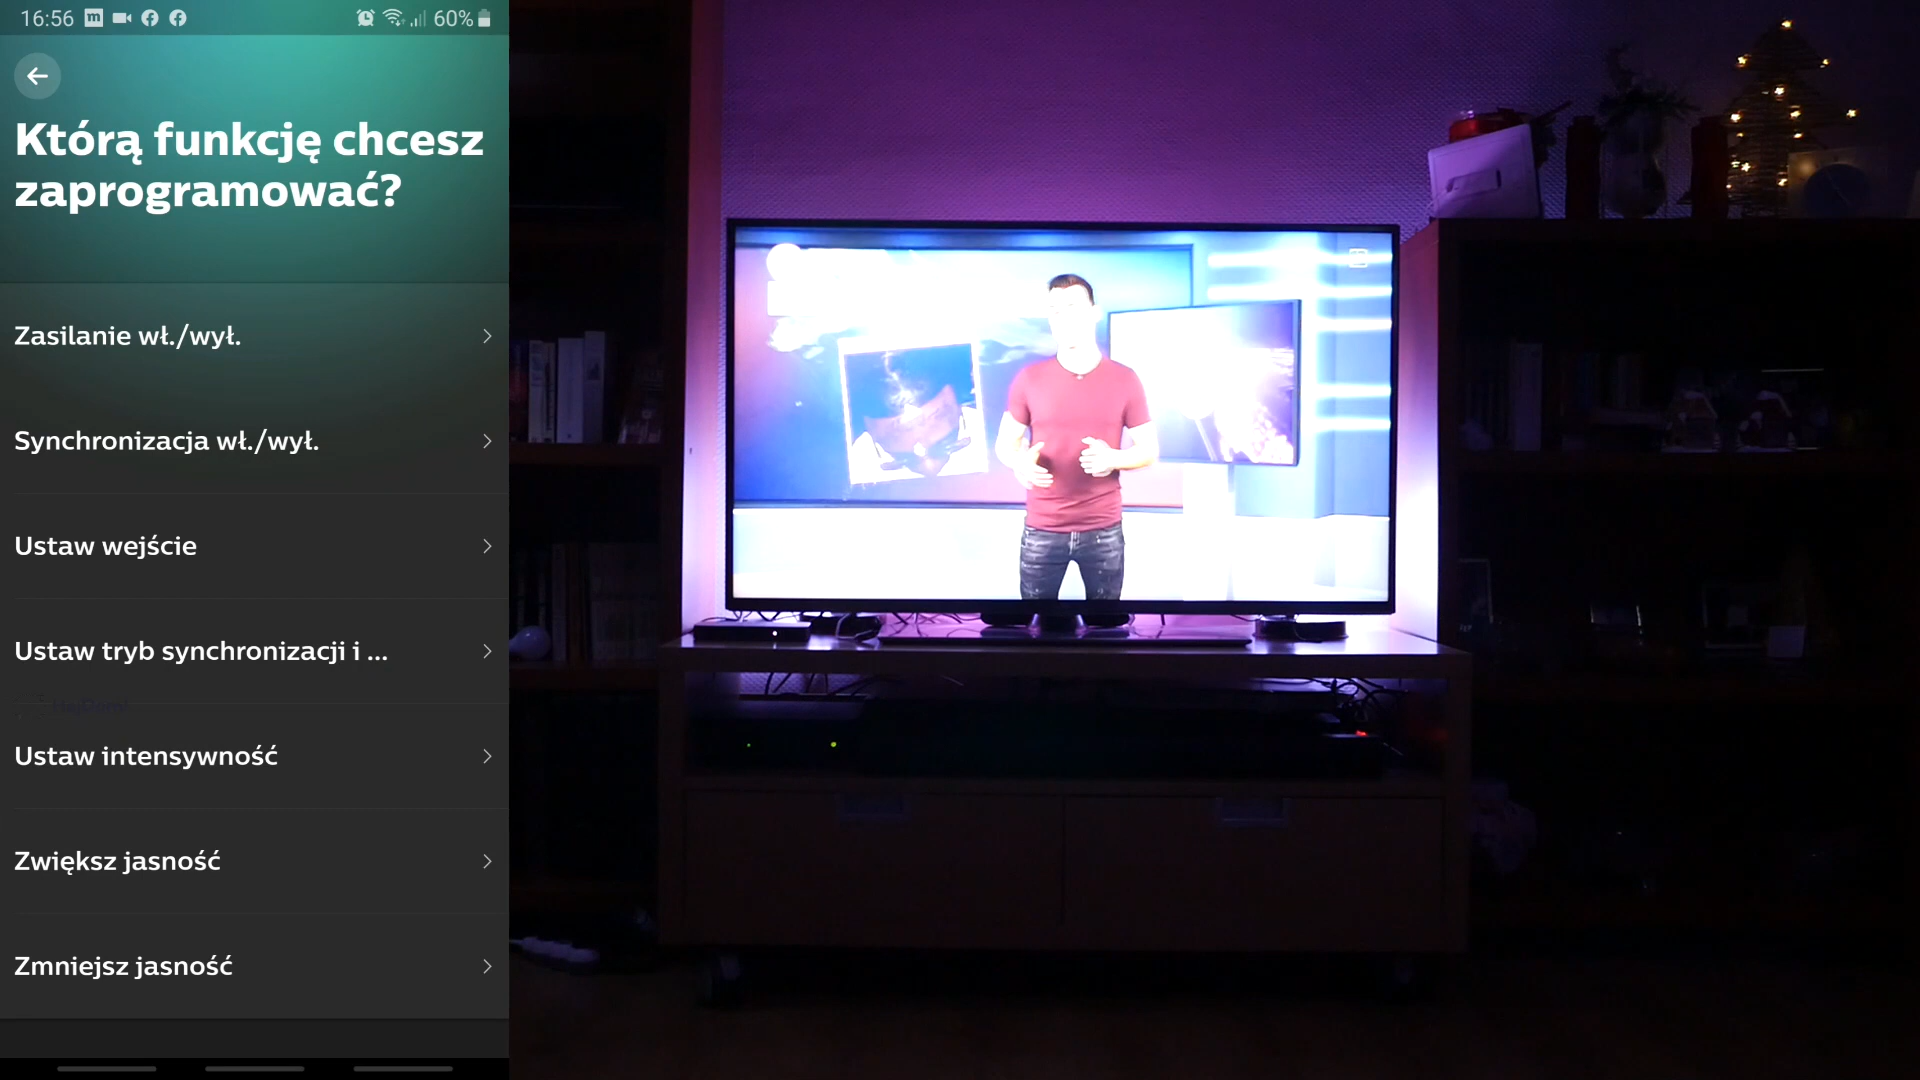 16:56
60%
Którą funkcję chcesz
zaprogramować?
Zasilanie wł./wył.
Synchronizacja wł./wył.
Ustaw wejście
Ustaw tryb synchronizacji i ...
Ustaw intensywność
Zwiększ jasność
Zmniejsz jasność